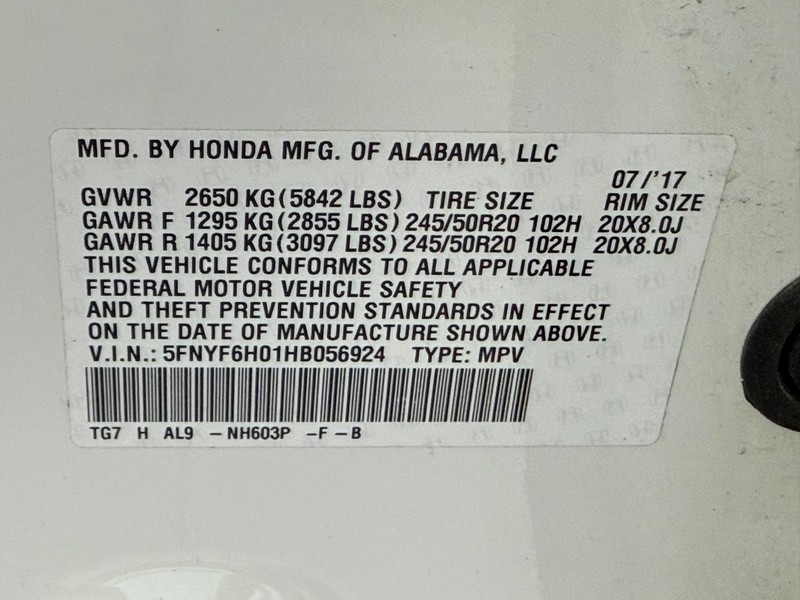 MFD. BY HONDA MFG. OF ALABAMA, LLC
07/'17
GVWR 2650 KG (5842 LBS) TIRE SIZE RIM SIZE
GAWR F 1295 KG (2855 LBS) 245/50R20 102H 20X8.0J
GAWR R 1405 KG (3097 LBS) 245/50R20 102H 20X8.0J
THIS VEHICLE CONFORMS TO ALL APPLICABLE
FEDERAL MOTOR VEHICLE SAFETY
AND THEFT PREVENTION STANDARDS IN EFFECT
ON THE DATE OF MANUFACTURE SHOWN ABOVE.
V.I.N.: 5FNYF6H01HB056924 TYPE: MPV
TG7 H AL9 -NH603P -F-B